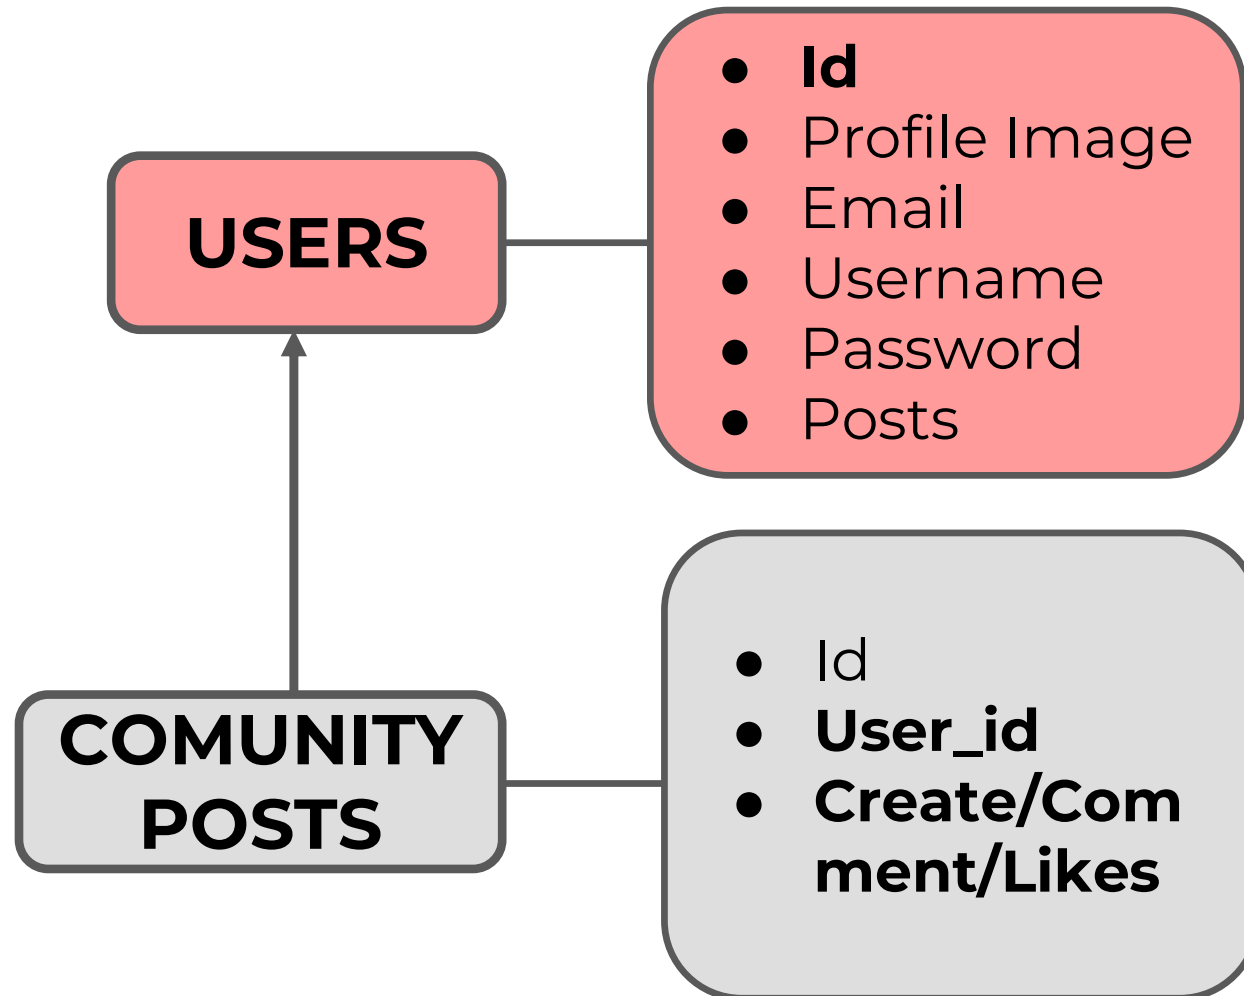 USERS
● Id
● Profile Image
● Email
● Username
● Password
● Posts
COMUNITY
POSTS
● Id
● User_id
● Create/Com
ment/Likes